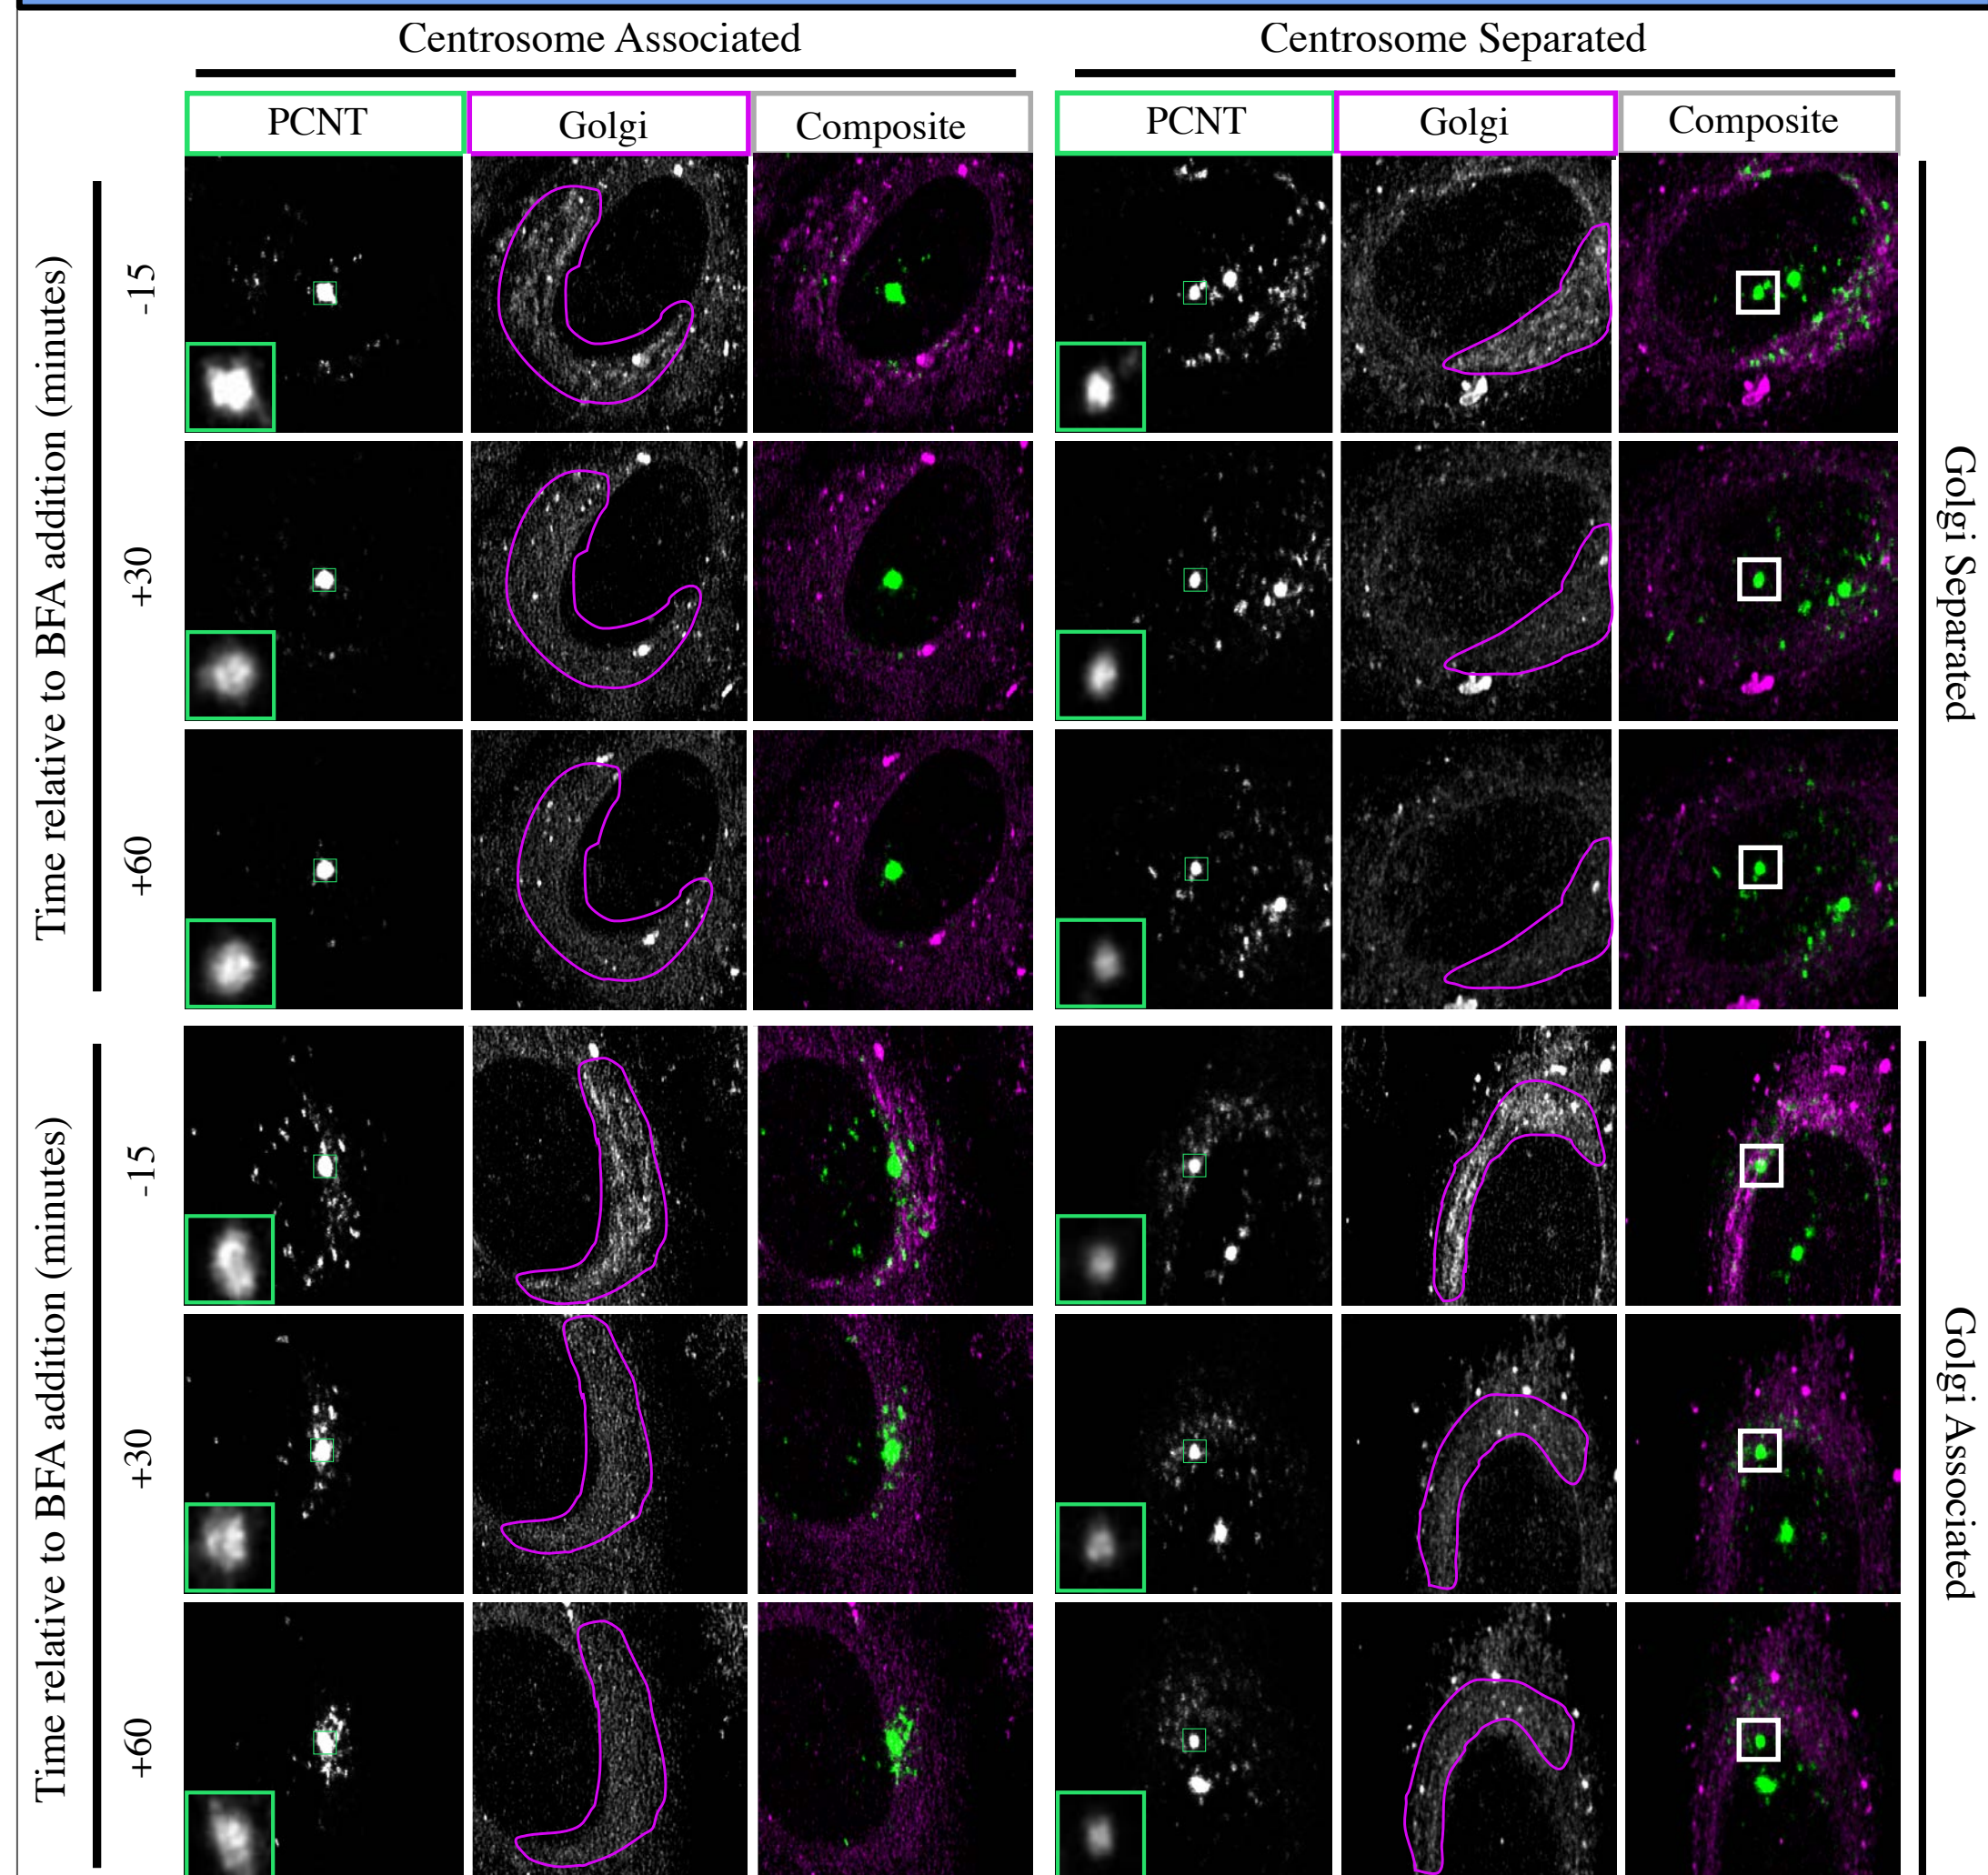 Centrosome Associated
Centrosome Separated
PCNT
Golgi
Composite
PCNT
Golgi
Composite
Time relative to BFA addition (minutes)
-15
+30
+60
Golgi Separated
Time relative to BFA addition (minutes)
-15
+30
+60
Golgi Associated